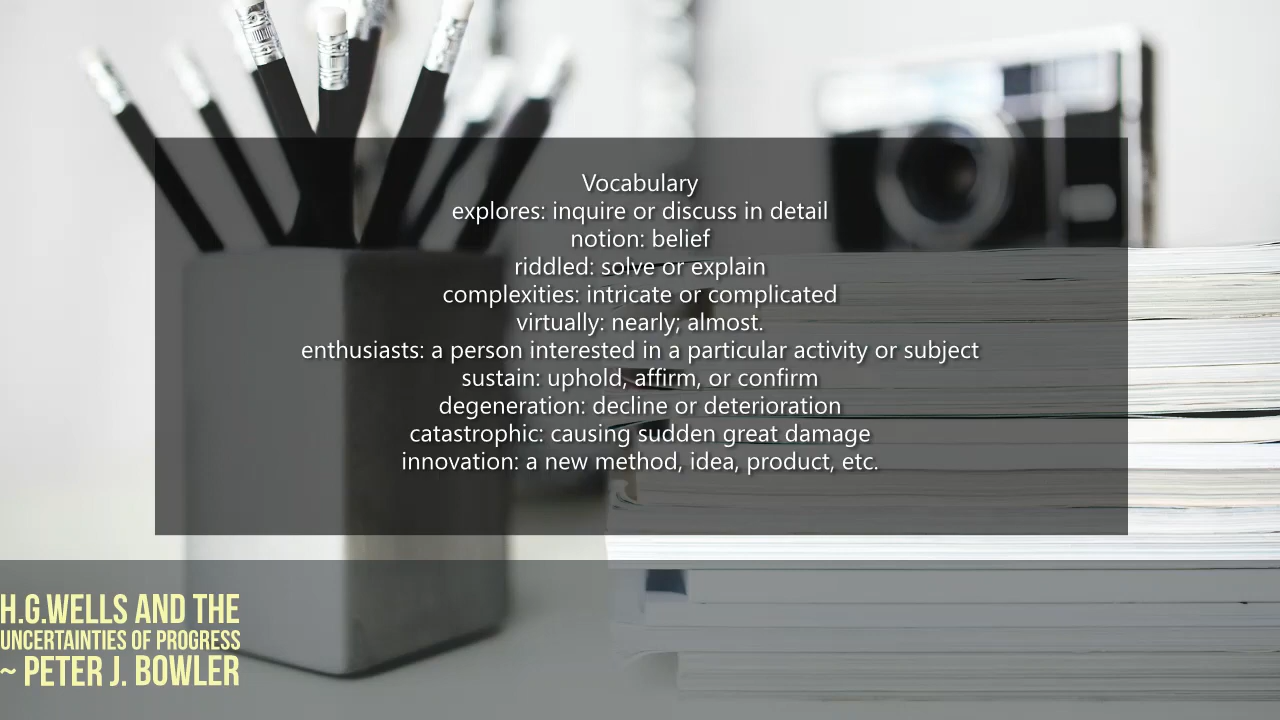 Vocabulary
explores: inquire or discuss in detail
notion: belief
riddled: solve or explain
complexities: intricate or complicated
virtually: nearly; almost.
enthusiasts: a person interested in a particular activity or subject
sustain: uphold, affirm, or confirm
degeneration: decline or deterioration
catastrophic: causing sudden great damage
innovation: a new method, idea, product, etc.
H.G.WELLS AND THE
UNCERTAINTIES OF PROGRESS
~ PETER J. BOWLER